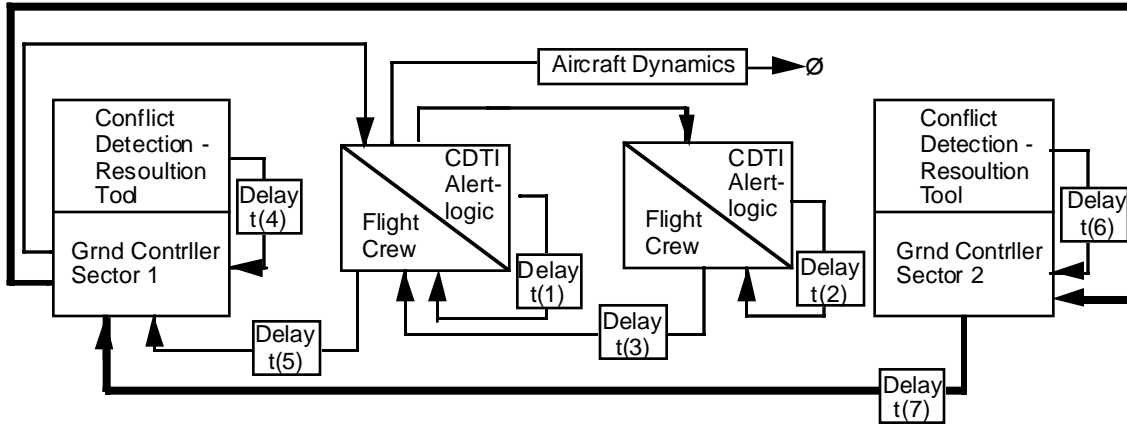 Aircraft Dynamics
Ø
Conflict
Detection -
Resoultion
Tool
Grnd Contrller
Sector 1
Delay
t(4)
CDTI
Alert-
logic
Flight
Crew
Delay
t(1)
CDTI
Alert-
logic
Flight
Crew
Delay
t(2)
Conflict
Detection -
Resoultion
Tool
Grnd Contrller
Sector 2
Delay
t(6)
Delay
t(5)
Delay
t(3)
Delay
t(7)